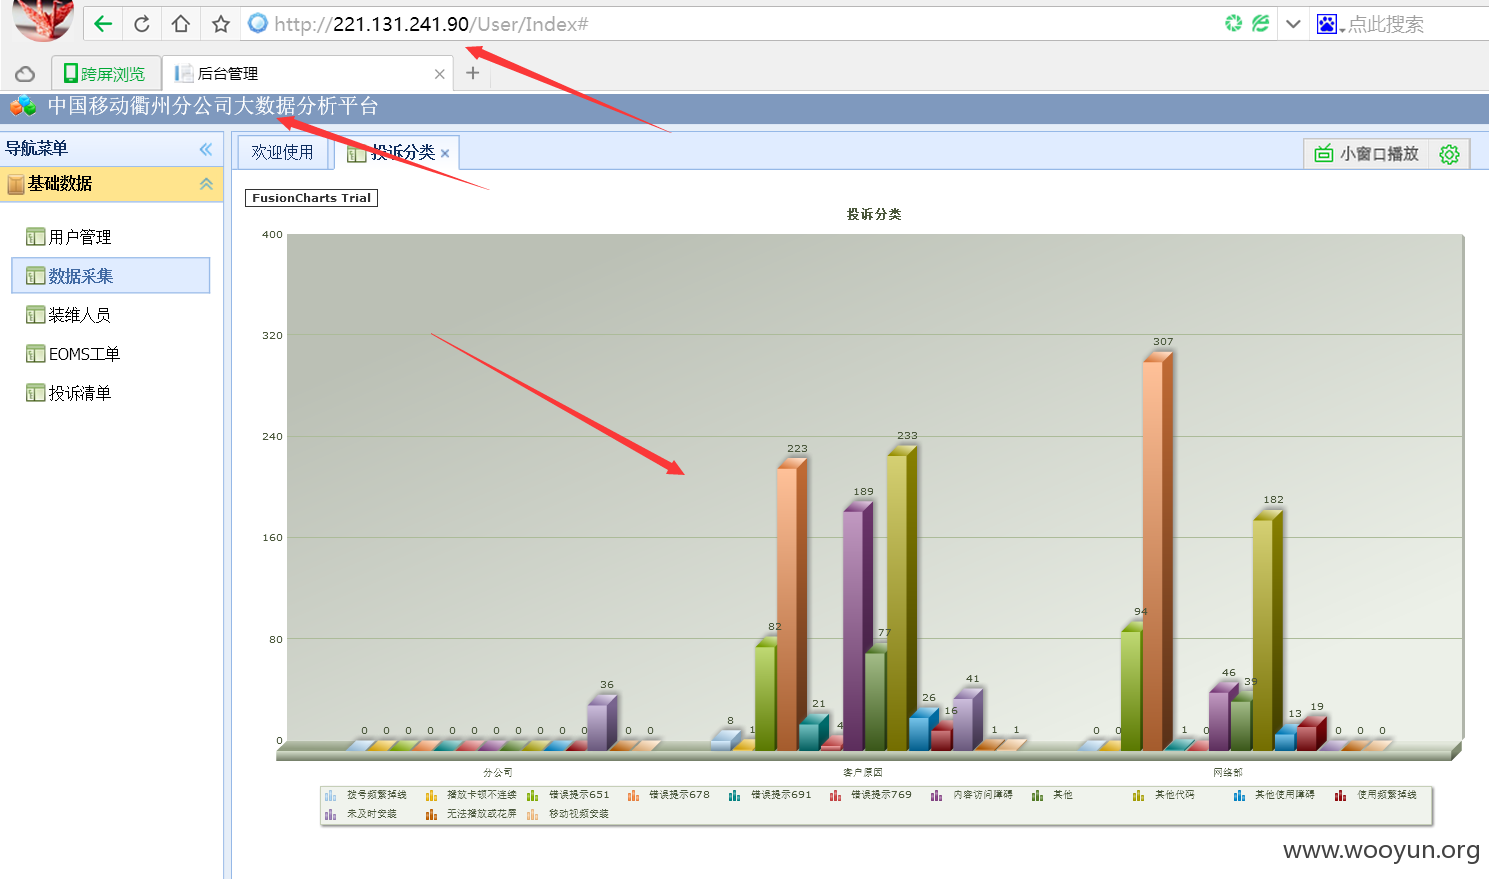 http://221.131.241.90/User/Index#
点此搜索
跨屏浏览
后台管理
中国移动衢州分公司大数据分析平台
导航菜单
欢迎使用
投诉分类
小窗口播放
基础数据
用户管理
数据采集
装维人员
EOMS工单
投诉清单
FusionCharts Trial
投诉分类
400
320
240
160
80
0
0 0 0 0 0 0 0 0 0 0 0 36 0 0
8 1 82 223 21 4 189 77 233 26 16 41 1 1
0 0 94 307 1 0 46 39 182 13 19 0 0 0
分公司 客户原因 网络部
拨号频繁掉线 播放卡顿不连续 错误提示651 错误提示678 错误提示691 错误提示769 内容访问障碍 其他 其他代码 其他使用障碍 使用频繁掉线
未及时安装 无法播放或花屏 移动视频安装
www.wooyun.org